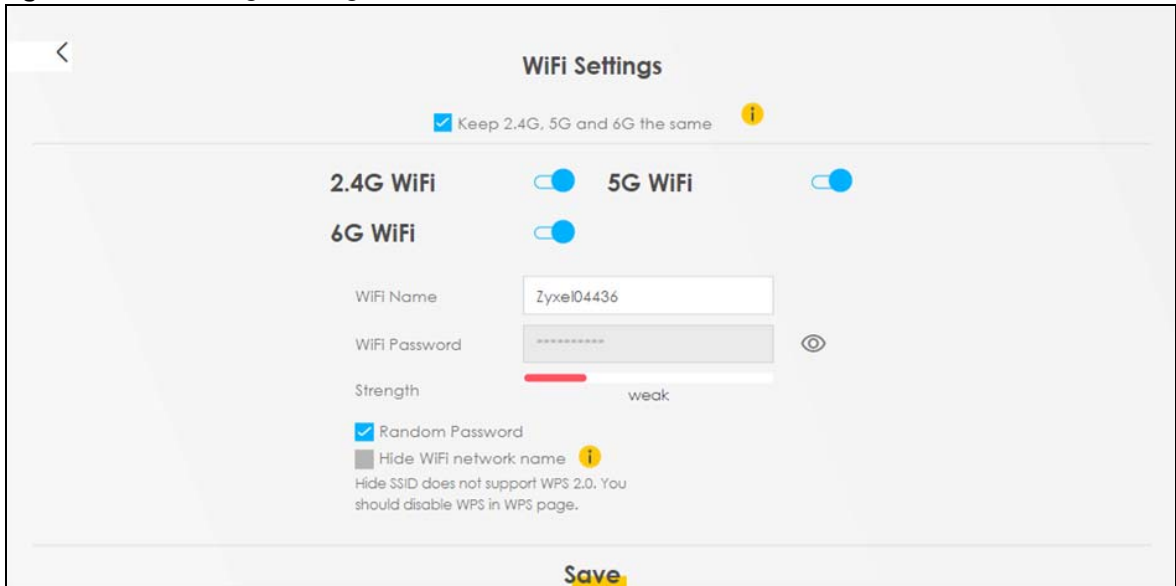 WiFi Settings
Keep 2.4G, 5G and 6G the same
2.4G WiFi 5G WiFi
6G WiFi
WiFi Name Zyxel04436
WiFi Password **********
Strength
weak
Random Password
Hide WiFi network name
Hide SSID does not support WPS 2.0. You
should disable WPS in WPS page.
Save